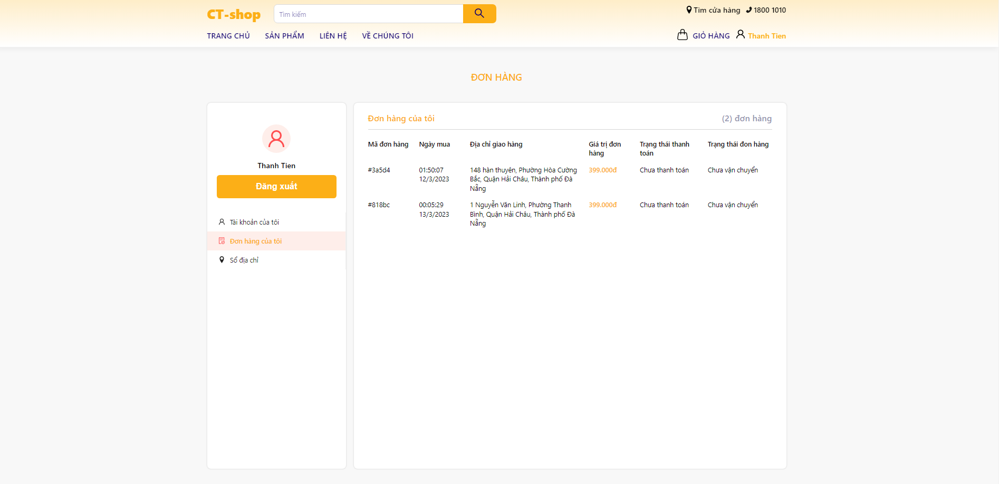 CT-shop
Tìm kiếm
Tìm cửa hàng 1800 1010
TRANG CHỦ SẢN PHẨM LIÊN HỆ VỀ CHÚNG TÔI
GIỎ HÀNG Thanh Tien
ĐƠN HÀNG
Thanh Tien
Đăng xuất
Tài khoản của tôi
Đơn hàng của tôi
Sổ địa chỉ
Đơn hàng của tôi (2) đơn hàng
Mã đơn hàng Ngày mua Địa chỉ giao hàng Giá trị đơn Trạng thái thanh Trạng thái đon hàng
hàng toán
#3a5d4 01:50:07 148 hàn thuyên, Phường Hòa Cường 399.000đ Chưa thanh toán Chưa vận chuyển
12/3/2023 Bắc, Quận Hải Châu, Thành phố Đà
Nẵng
#818bc 00:05:29 1 Nguyễn Văn Linh, Phường Thanh 399.000đ Chưa thanh toán Chưa vận chuyển
13/3/2023 Bình, Quận Hải Châu, Thành phố Đà
Nẵng